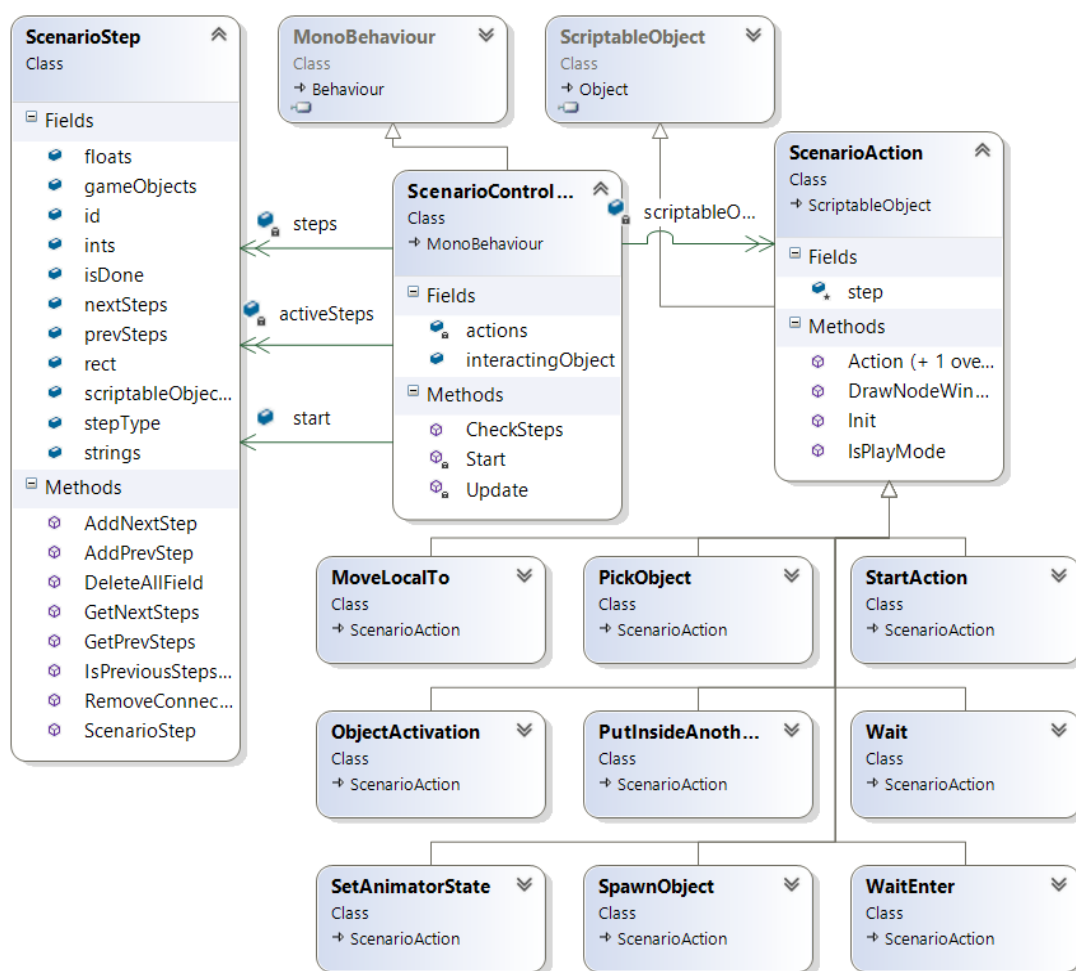 ScenarioStep
Class
Fields
floats
gameObjects
id
ints
isDone
nextSteps
prevSteps
rect
scriptableObjec...
stepType
strings
Methods
AddNextStep
AddPrevStep
DeleteAllField
GetNextSteps
GetPrevSteps
IsPreviousSteps...
RemoveConnec...
ScenarioStep
MonoBehaviour
Class
Behaviour
ScriptableObject
Class
Object
steps
activeSteps
start
ScenarioControl...
Class
MonoBehaviour
Fields
actions
interactingObject
Methods
CheckSteps
Start
Update
scriptableO...
ScenarioAction
Class
ScriptableObject
Fields
step
Methods
Action (+ 1 ove...
DrawNodeWin...
Init
IsPlayMode
MoveLocalTo
Class
ScenarioAction
PickObject
Class
ScenarioAction
StartAction
Class
ScenarioAction
ObjectActivation
Class
ScenarioAction
PutInsideAnoth...
Class
ScenarioAction
Wait
Class
ScenarioAction
SetAnimatorState
Class
ScenarioAction
SpawnObject
Class
ScenarioAction
WaitEnter
Class
ScenarioAction